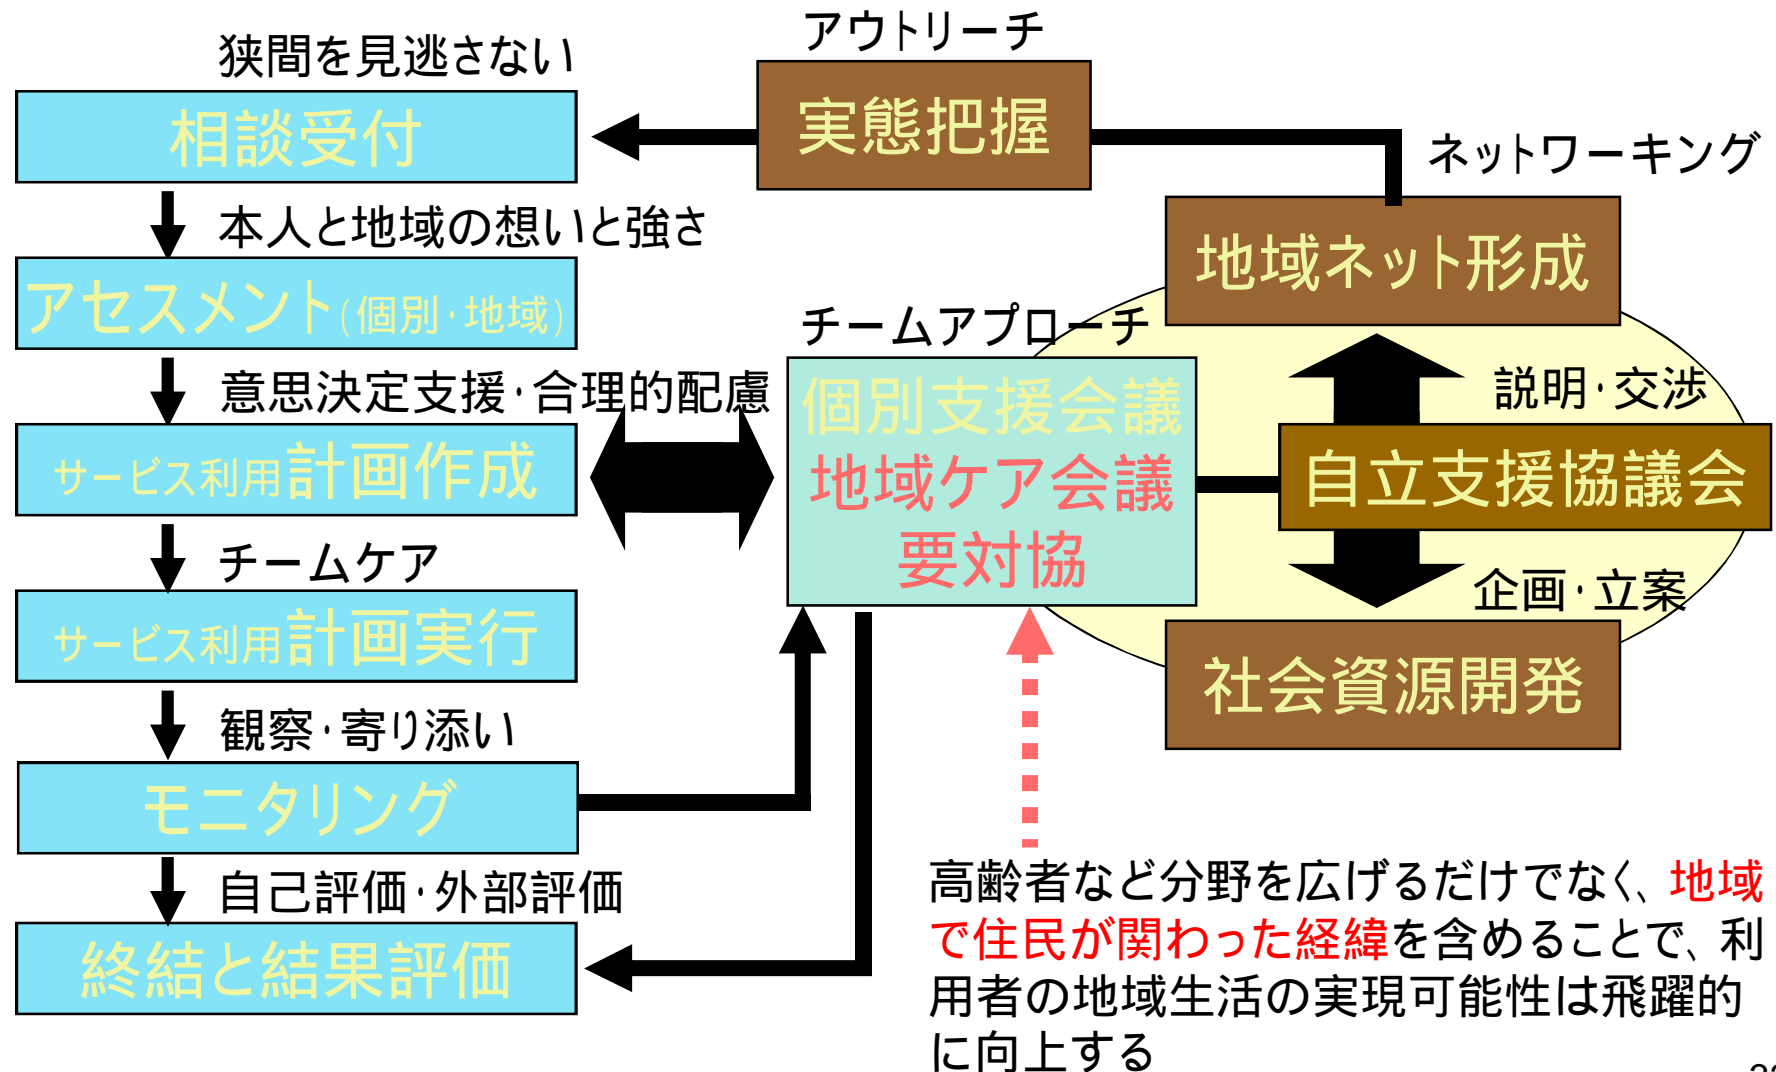 アウトリーチ
狭間を見逃さない
実態把握
相談受付
ネットワーキング
本人と地域の想いと強さ
地域ネット形成
アセスメント(個別・地域)
チームアプローチ
意思決定支援・合理的配慮
個別支援会議
説明・交渉
サービス利用計画作成
地域ケア会議
自立支援協議会
要対協
チームケア
企画・立案
サービス利用計画実行
社会資源開発
観察・寄り添い
モニタリング
自己評価・外部評価
終結と結果評価
高齢者など分野を広げるだけでなく、地域
で住民が関わった経緯を含めることで、利
用者の地域生活の実現可能性は飛躍的
に向上する